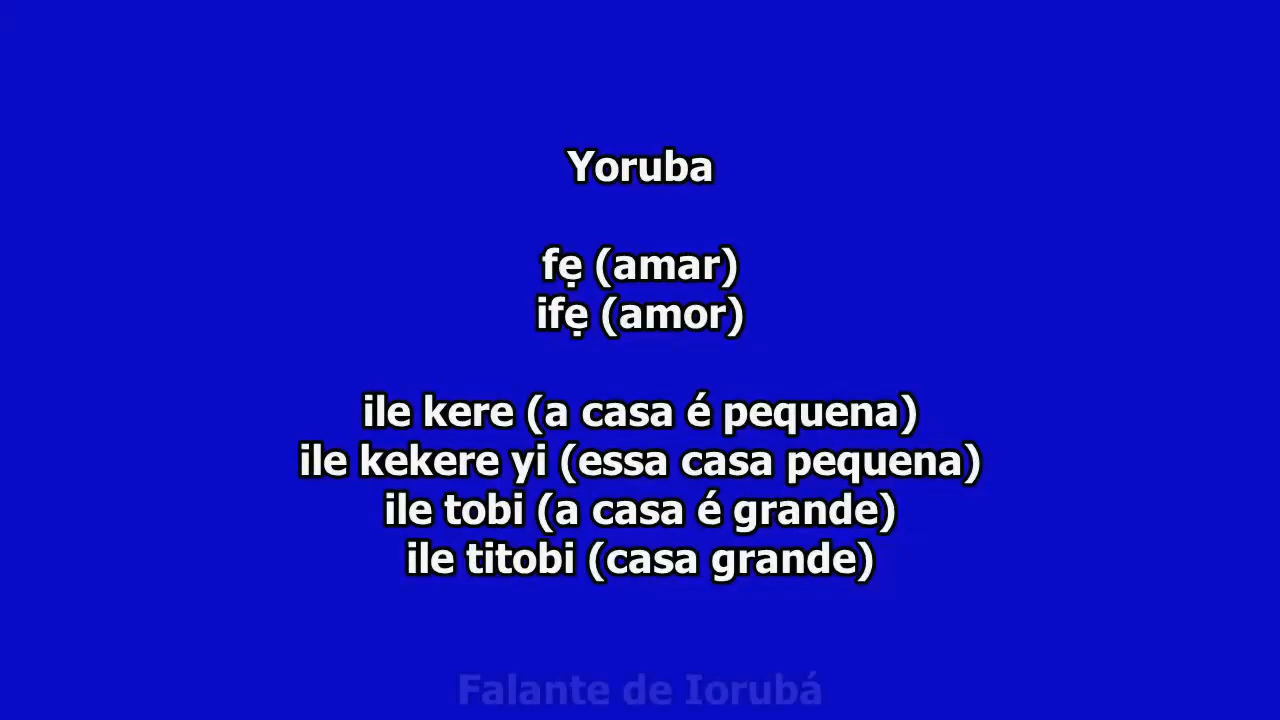 Yoruba
fẹ (amar)
ifẹ (amor)
ile kere (a casa é pequena)
ile kekere yi (essa casa pequena)
ile tobi (a casa é grande)
ile titobi (casa grande)
Falante de Iorubá